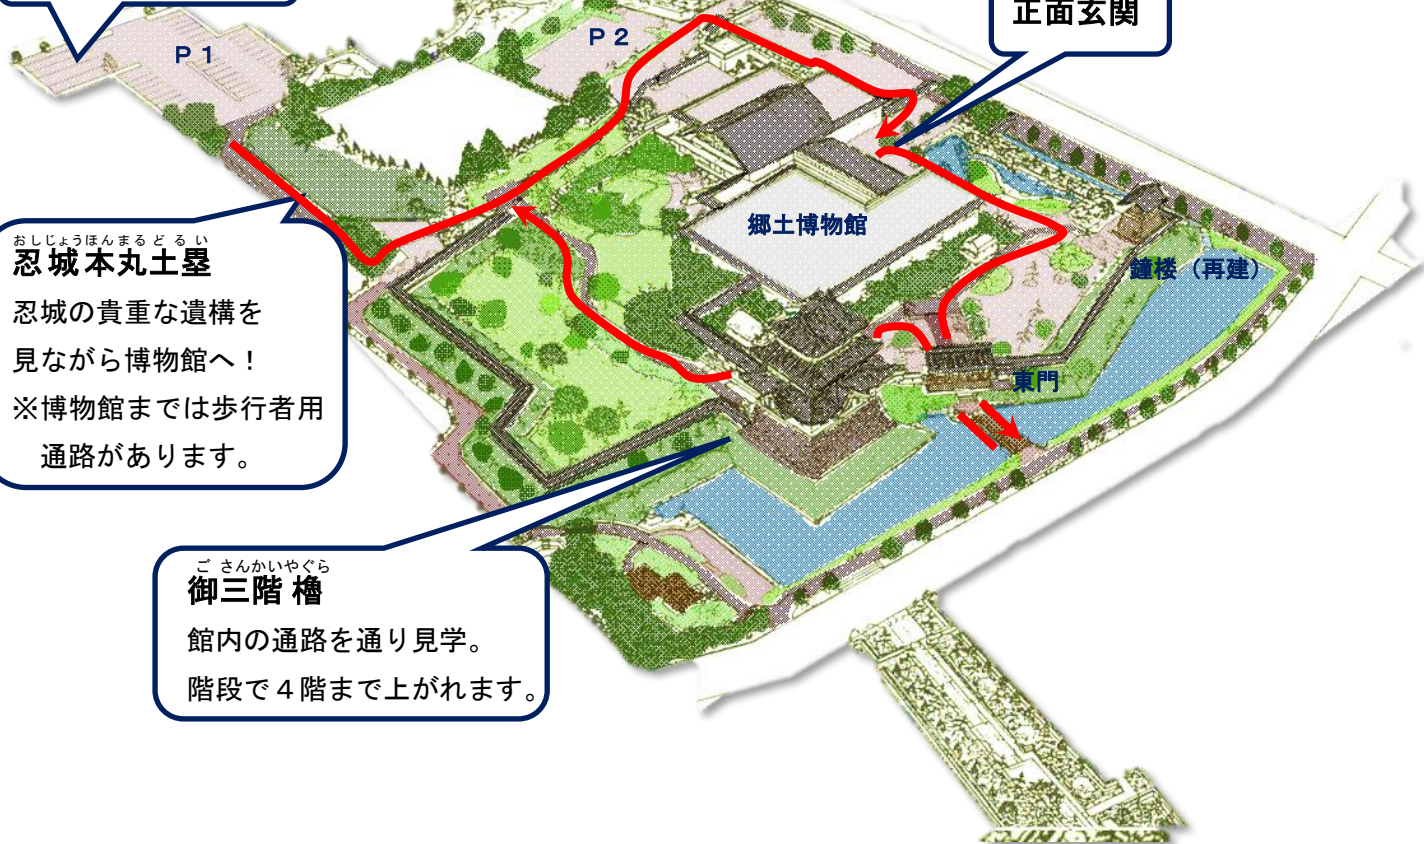 正面玄関
P1
P2
郷土博物館
鐘楼（再建）
東門
おしじょうほんまるどるい
忍城本丸土塁
忍城の貴重な遺構を
見ながら博物館へ！
※博物館までは歩行者用
通路があります。
ごさんかいやぐら
御三階櫓
館内の通路を通り見学。
階段で４階まで上がれます。